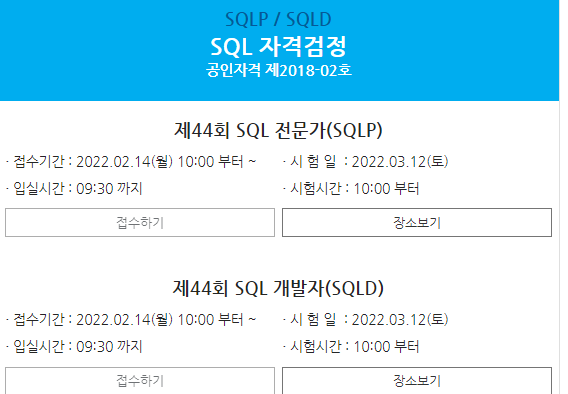 SQLP / SQLD
SQL 자격검정
공인자격 제2018-02호
제44회 SQL 전문가(SQLP)
· 접수기간 : 2022.02.14(월) 10:00 부터 ~ · 시 험 일 : 2022.03.12(토)
· 입실시간 : 09:30 까지 · 시험시간 : 10:00 부터
접수하기 장소보기
제44회 SQL 개발자(SQLD)
· 접수기간 : 2022.02.14(월) 10:00 부터 ~ · 시 험 일 : 2022.03.12(토)
· 입실시간 : 09:30 까지 · 시험시간 : 10:00 부터
접수하기 장소보기